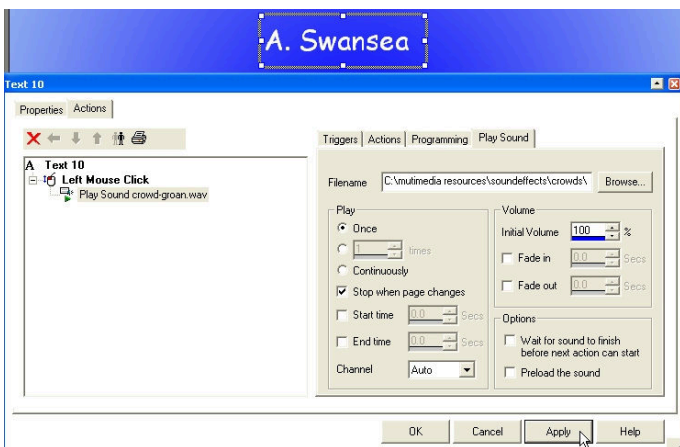 A. Swansea
Text 10
Properties Actions
Triggers Actions Programming Play Sound
A Text 10
Left Mouse Click
Play Sound crowd-groan.wav
Filename C:\mutimedia resources\soundeffects\crowds\ Browse...
Play
Once
1 times
Continuously
Stop when page changes
Start time 0.0 Secs
End time 0.0 Secs
Channel Auto
Volume
Initial Volume 100 %
Fade in 0.0 Secs
Fade out 0.0 Secs
Options
Wait for sound to finish
before next action can start
Preload the sound
OK Cancel Apply Help